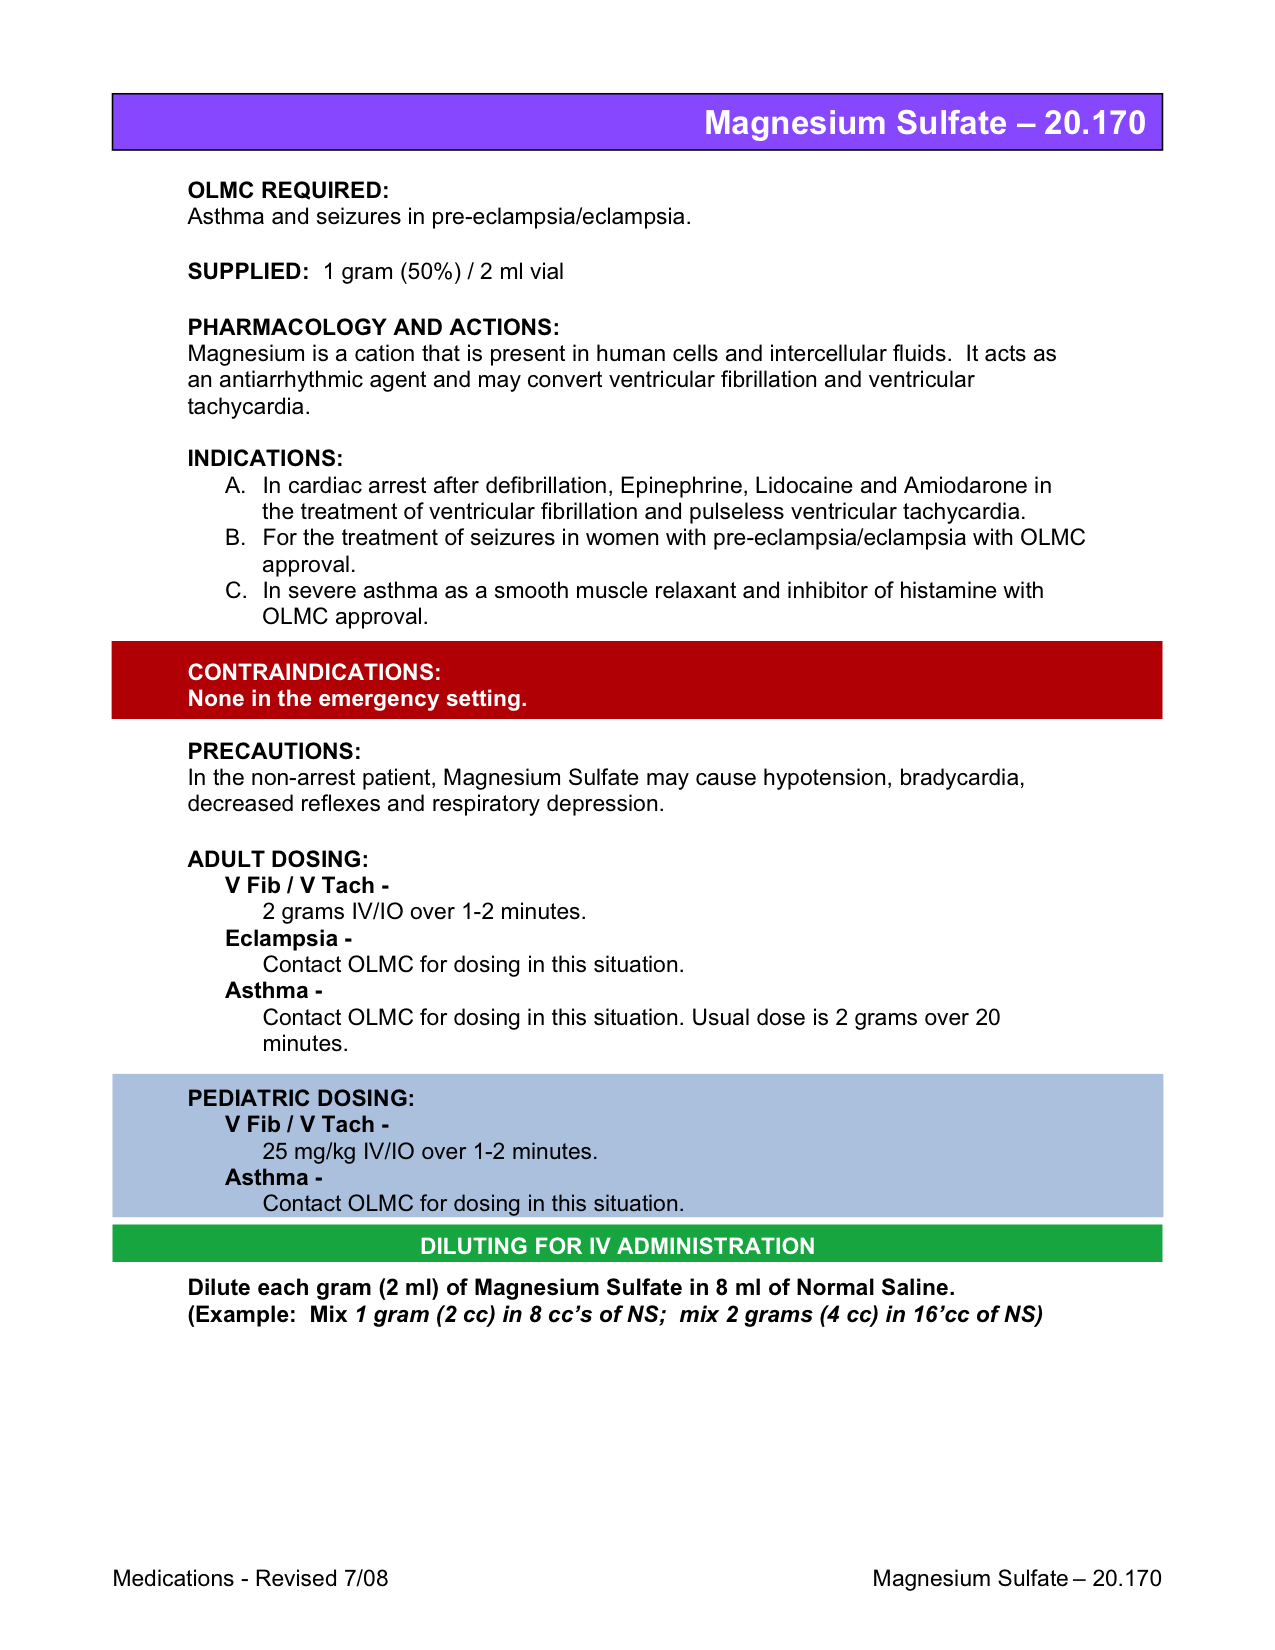 Magnesium Sulfate – 20.170
OLMC REQUIRED:
Asthma and seizures in pre-eclampsia/eclampsia.
SUPPLIED:  1 gram (50%) / 2 ml vial
PHARMACOLOGY AND ACTIONS:
Magnesium is a cation that is present in human cells and intercellular fluids.  It acts as
an antiarrhythmic agent and may convert ventricular fibrillation and ventricular
tachycardia.
INDICATIONS:
A. In cardiac arrest after defibrillation, Epinephrine, Lidocaine and Amiodarone in
the treatment of ventricular fibrillation and pulseless ventricular tachycardia.
B. For the treatment of seizures in women with pre-eclampsia/eclampsia with OLMC
approval.
C. In severe asthma as a smooth muscle relaxant and inhibitor of histamine with
OLMC approval.
CONTRAINDICATIONS:
None in the emergency setting.
PRECAUTIONS:
In the non-arrest patient, Magnesium Sulfate may cause hypotension, bradycardia,
decreased reflexes and respiratory depression.
ADULT DOSING:
V Fib / V Tach -
2 grams IV/IO over 1-2 minutes.
Eclampsia -
Contact OLMC for dosing in this situation.
Asthma -
Contact OLMC for dosing in this situation. Usual dose is 2 grams over 20
minutes.
PEDIATRIC DOSING:
V Fib / V Tach -
25 mg/kg IV/IO over 1-2 minutes.
Asthma -
Contact OLMC for dosing in this situation.
DILUTING FOR IV ADMINISTRATION
Dilute each gram (2 ml) of Magnesium Sulfate in 8 ml of Normal Saline.
(Example:  Mix 1 gram (2 cc) in 8 cc’s of NS;  mix 2 grams (4 cc) in 16’cc of NS)
Medications - Revised 7/08
Magnesium Sulfate – 20.170